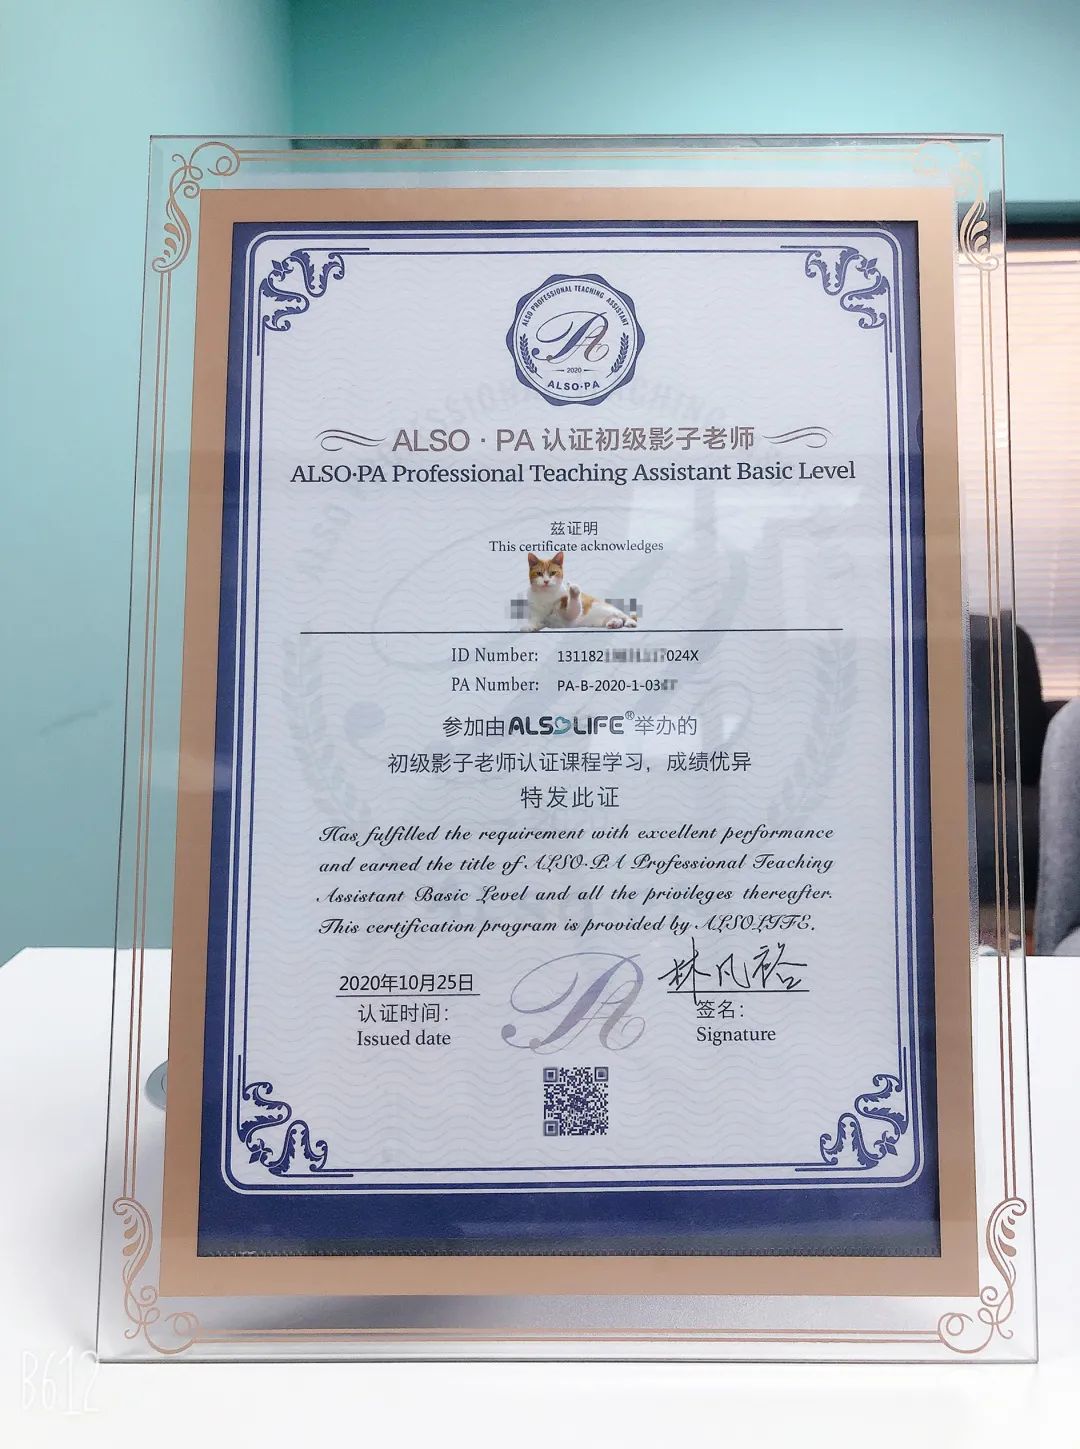 ALSO PROFESSIONAL TEACHING ASSISTANT
PA
2020
ALSO·PA
ALSO · PA 认证初级影子老师
ALSO·PA Professional Teaching Assistant Basic Level
兹证明
This certificate acknowledges
ID Number: 131182 024X
PA Number: PA-B-2020-1-03
参加由ALSOLIFE®举办的
初级影子老师认证课程学习，成绩优异
特发此证
Has fulfilled the requirement with excellent performance
and earned the title of ALSO·PA Professional Teaching
Assistant Basic Level and all the privileges thereafter.
This certification program is provided by ALSOLIFE.
2020年10月25日
认证时间：
Issued date
PA
林凡裕
签名：
Signature
B612